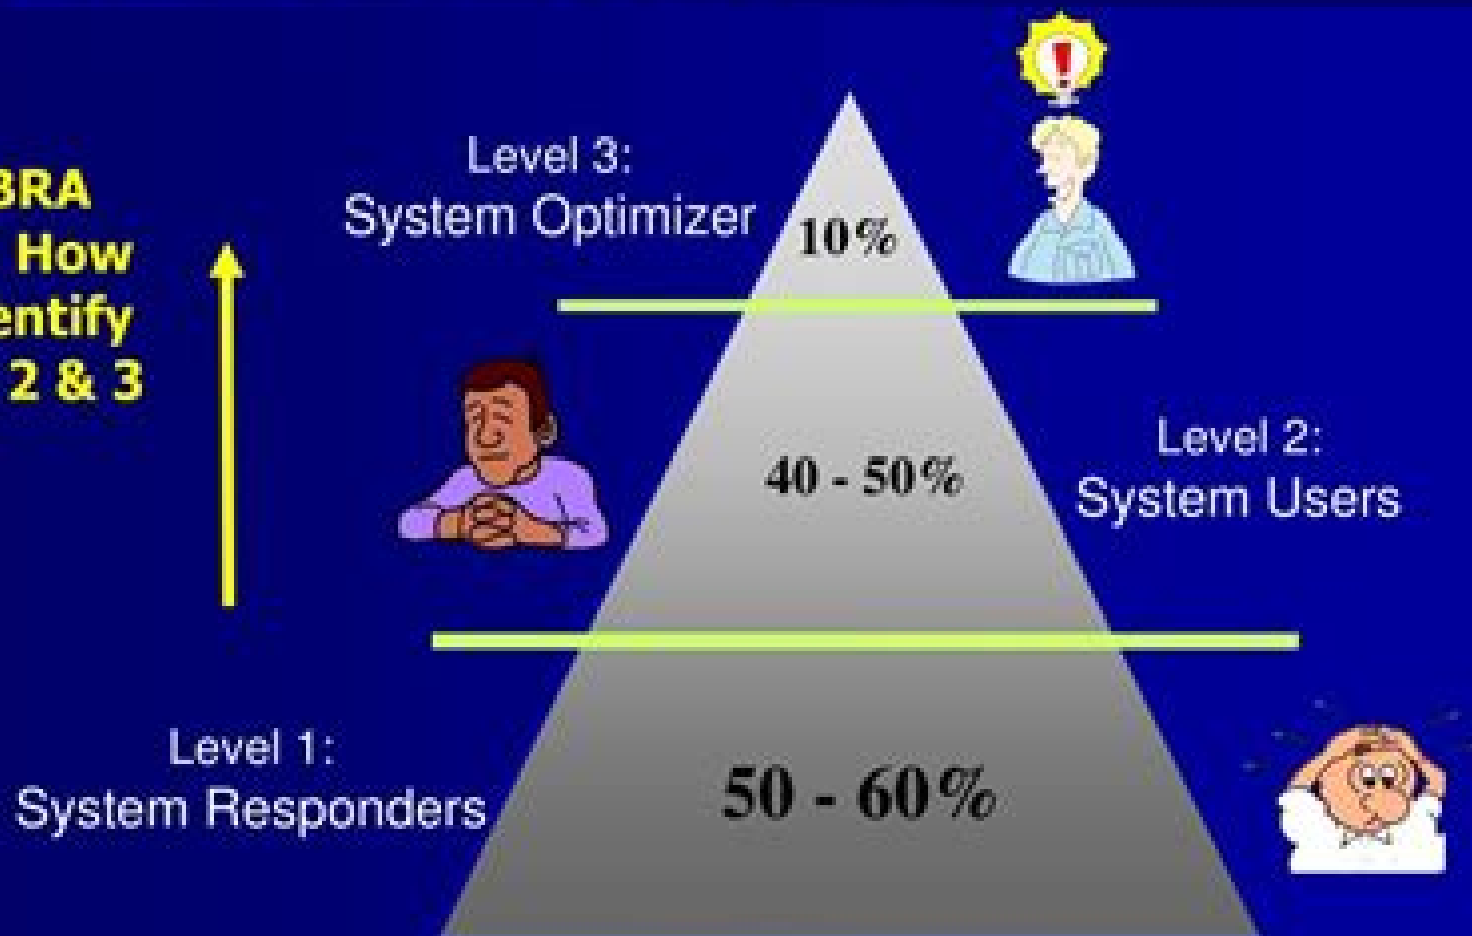 BRA
How
entify
2 & 3
Level 3:
System Optimizer
10%
!
40 - 50%
Level 2:
System Users
Level 1:
System Responders
50 - 60%